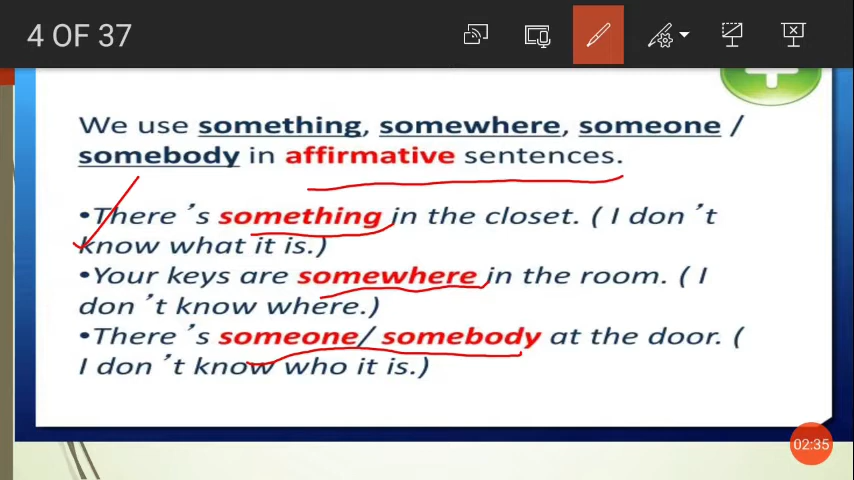 4 OF 37
We use something, somewhere, someone /
somebody in affirmative sentences.
•There ’s something in the closet. ( I don ’t
know what it is.)
•Your keys are somewhere in the room. ( I
don ’t know where.)
•There ’s someone/ somebody at the door. (
I don ’t know who it is.)
02:35